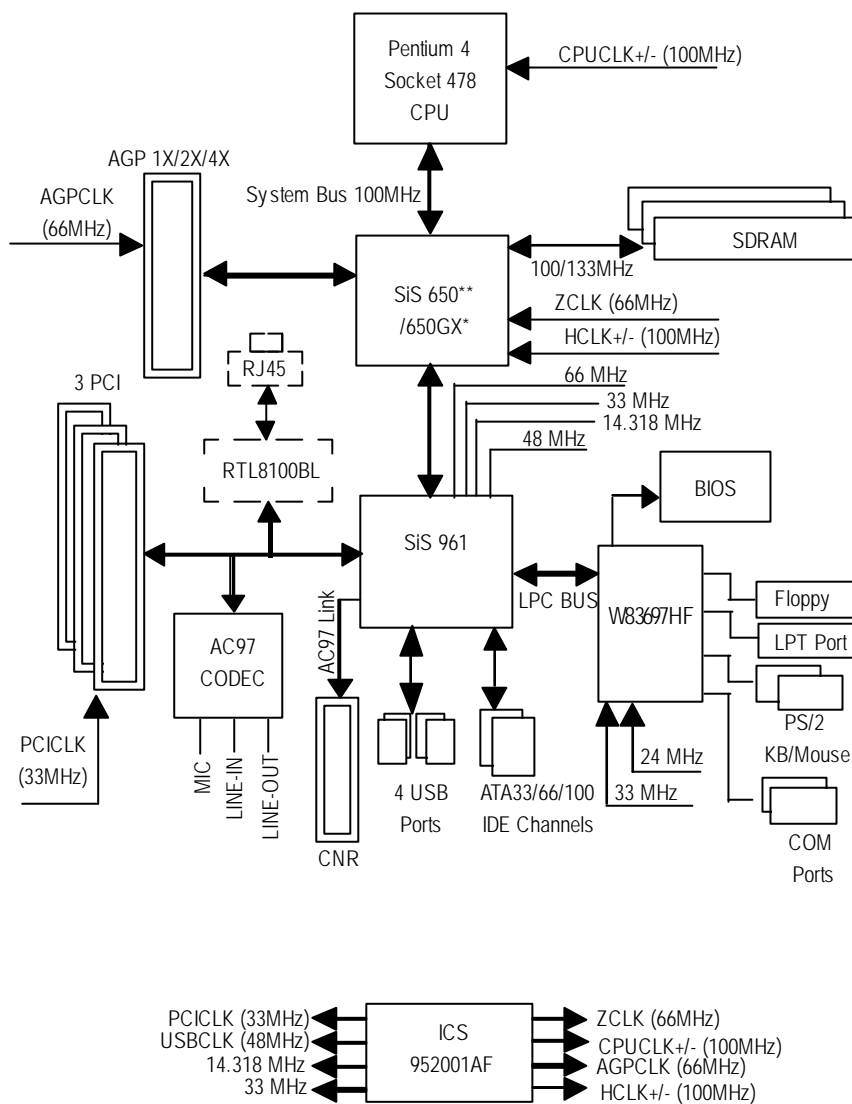 Pentium 4
Socket 478
CPU
CPUCLK+/- (100MHz)
AGP 1X/2X/4X
AGPCLK
(66MHz)
System Bus 100MHz
SDRAM
100/133MHz
SiS 650**
/650GX*
ZCLK (66MHz)
HCLK+/- (100MHz)
RJ45
66 MHz
33 MHz
14.318 MHz
48 MHz
3 PCI
RTL8100BL
BIOS
SiS 961
LPC BUS
W83697HF
Floppy
LPT Port
AC97 Link
AC97
CODEC
PS/2
KB/Mouse
PCICLK
(33MHz)
MIC
LINE-IN
LINE-OUT
24 MHz
33 MHz
4 USB
Ports
ATA33/66/100
IDE Channels
CNR
COM
Ports
PCICLK (33MHz)
USBCLK (48MHz)
14.318 MHz
33 MHz
ICS
952001AF
ZCLK (66MHz)
CPUCLK+/- (100MHz)
AGPCLK (66MHz)
HCLK+/- (100MHz)